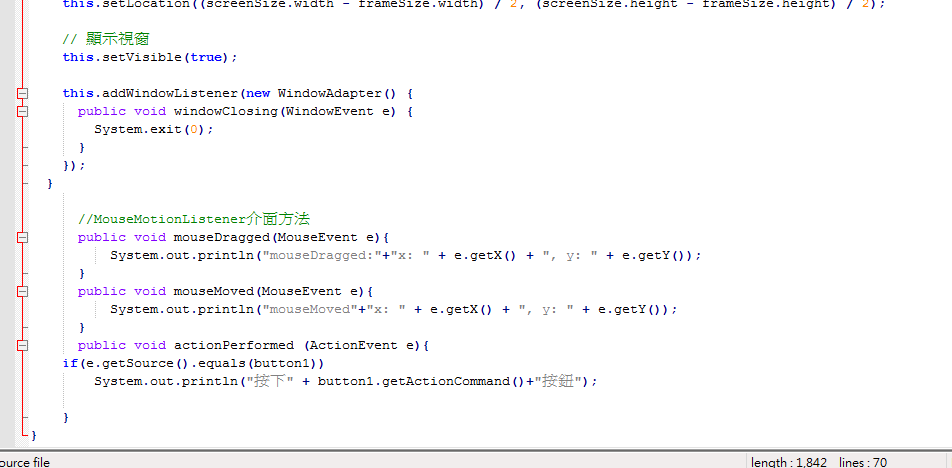 this.setLocation((screenSize.width - frameSize.width) / 2, (screenSize.height - frameSize.height) / 2);
// 顯示視窗
this.setVisible(true);
this.addWindowListener(new WindowAdapter() {
public void windowClosing(WindowEvent e) {
System.exit(0);
}
});
}
//MouseMotionListener介面方法
public void mouseDragged(MouseEvent e){
System.out.println("mouseDragged:"+"x: " + e.getX() + ", y: " + e.getY());
}
public void mouseMoved(MouseEvent e){
System.out.println("mouseMoved"+"x: " + e.getX() + ", y: " + e.getY());
}
public void actionPerformed (ActionEvent e){
if(e.getSource().equals(button1))
System.out.println("按下" + button1.getActionCommand()+"按鈕");
}
}
ource file length : 1,842 lines : 70